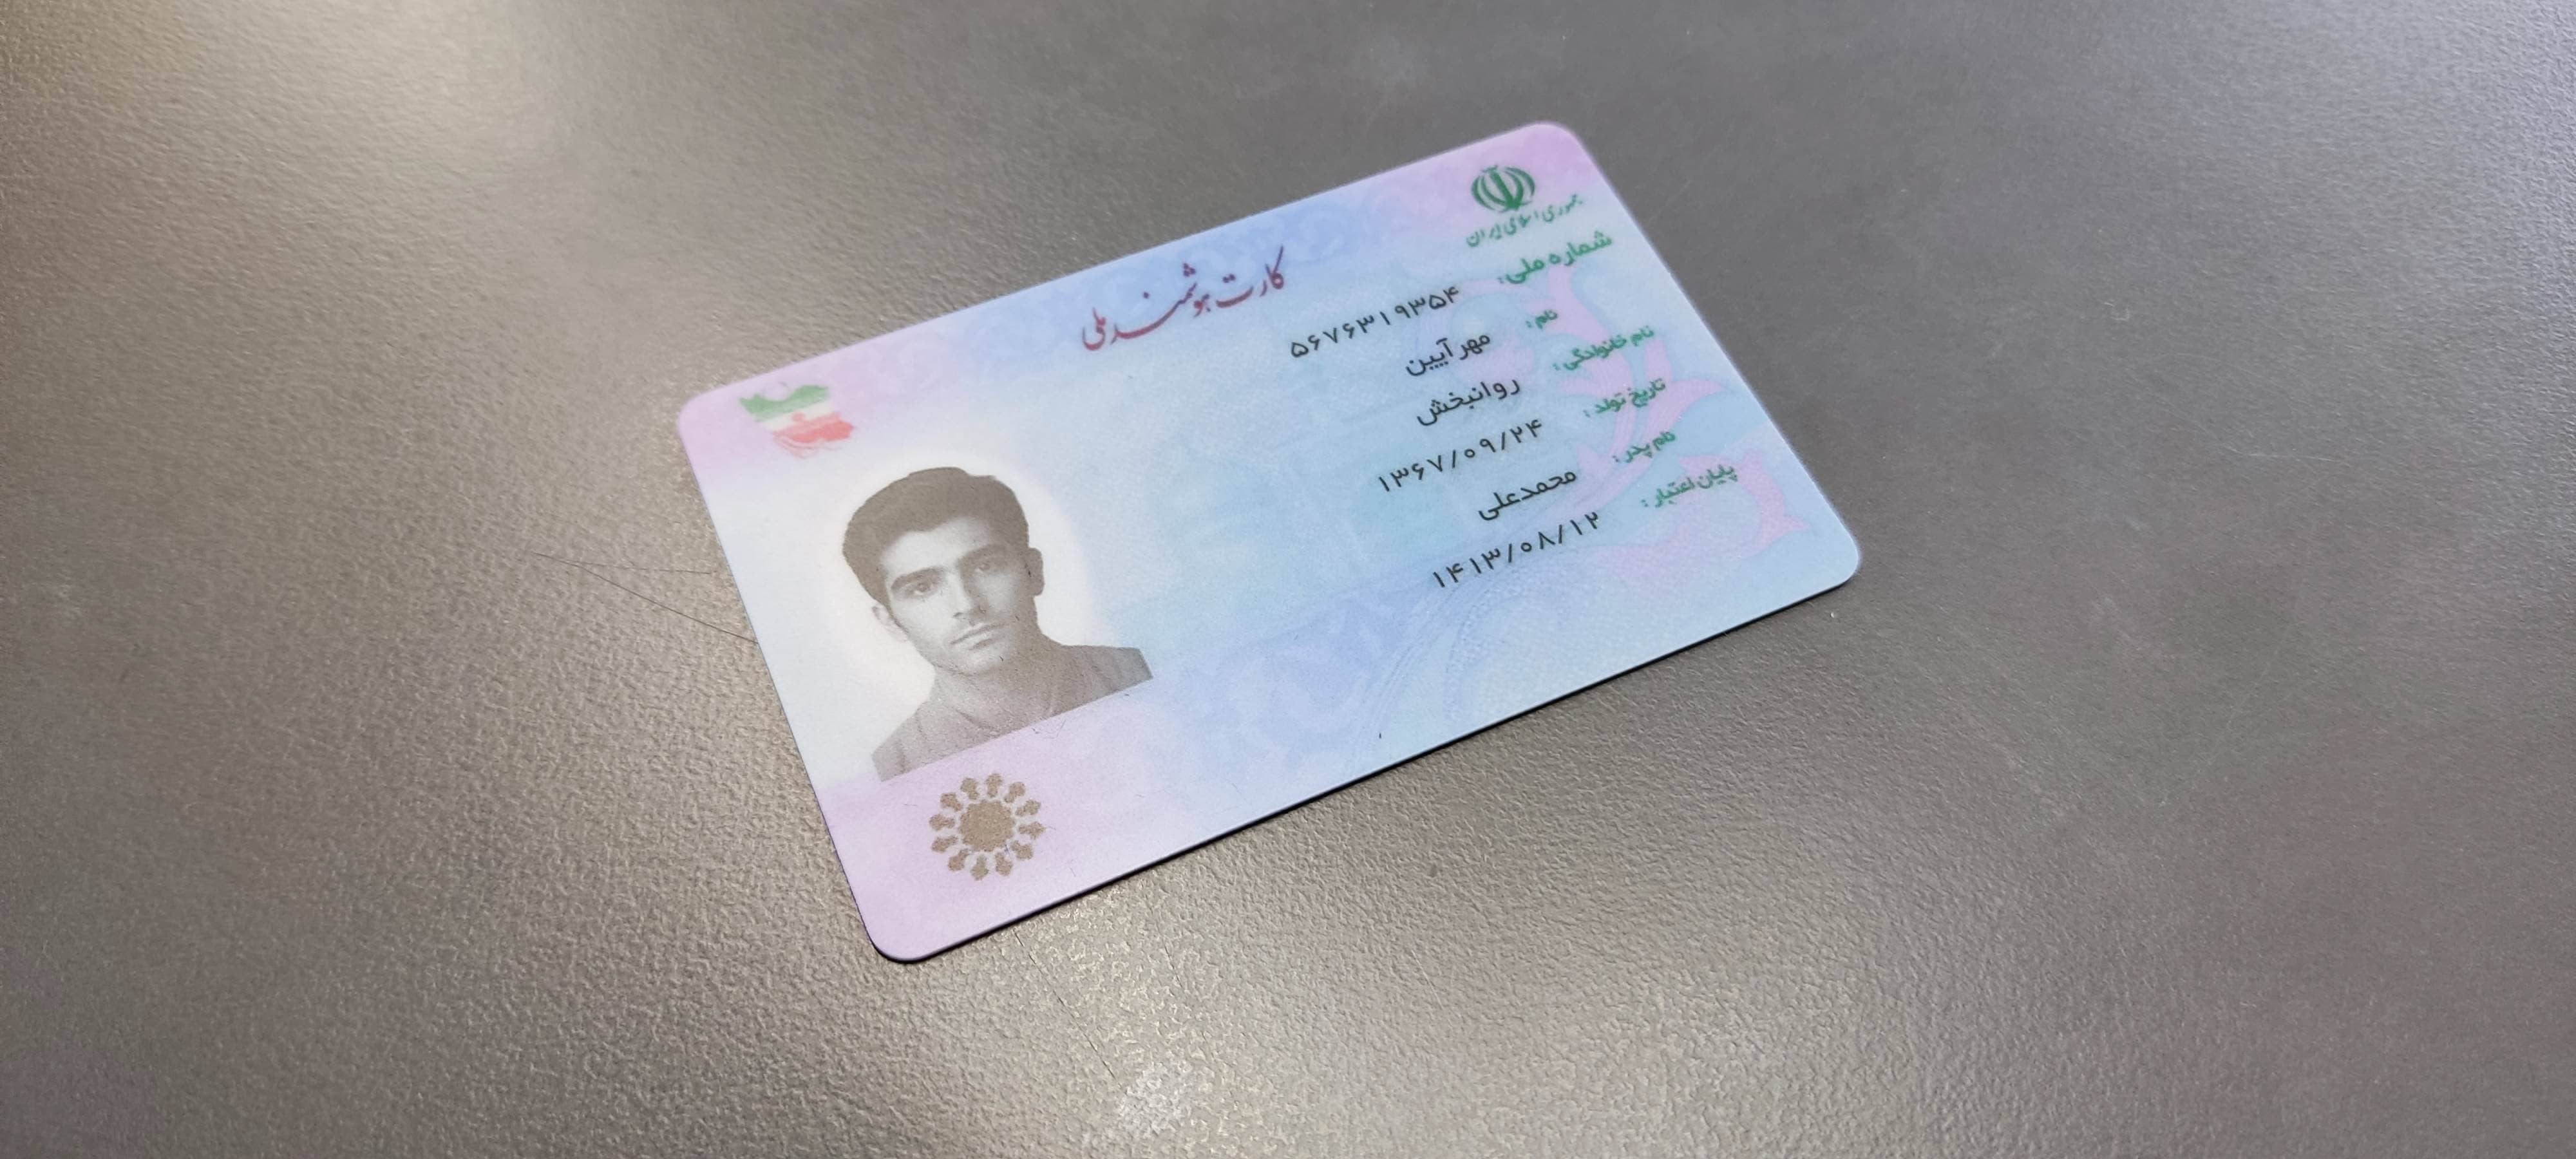 جمهوری اسلامی ایران
کارت هوشمند ملی
شماره ملی: ۵۶۷۶۳۱۹۳۵۴
نام: مهر آیین
نام خانوادگی: روانبخش
تاریخ تولد: ۱۳۶۷/۰۹/۲۴
نام پدر: محمدعلی
پایان اعتبار: ۱۴۱۳/۰۸/۱۲